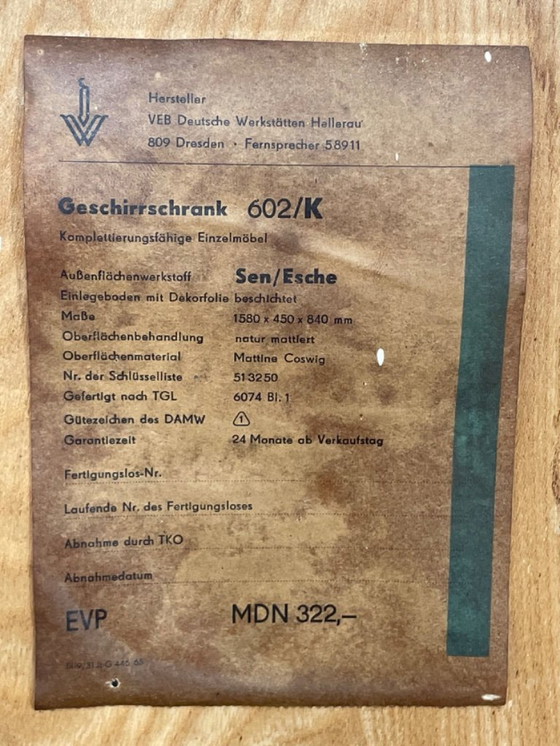 Hersteller
VEB Deutsche Werkstätten Hellerau
809 Dresden · Fernsprecher 58911
Geschirrschrank 602/K
Komplettierungsfähige Einzelmöbel
Außenflächenwerkstoff Sen/Esche
Einlegeboden mit Dekorfolie beschichtet
Maße 1580 x 450 x 840 mm
Oberflächenbehandlung natur mattiert
Oberflächenmaterial Mattine Coswig
Nr. der Schlüsselliste 513250
Gefertigt nach TGL 6074 Bl. 1
Gütezeichen des DAMW 1
Garantiezeit 24 Monate ab Verkaufstag
Fertigungslos-Nr.
Laufende Nr. des Fertigungsloses
Abnahme durch TKO
Abnahmedatum
EVP MDN 322,–